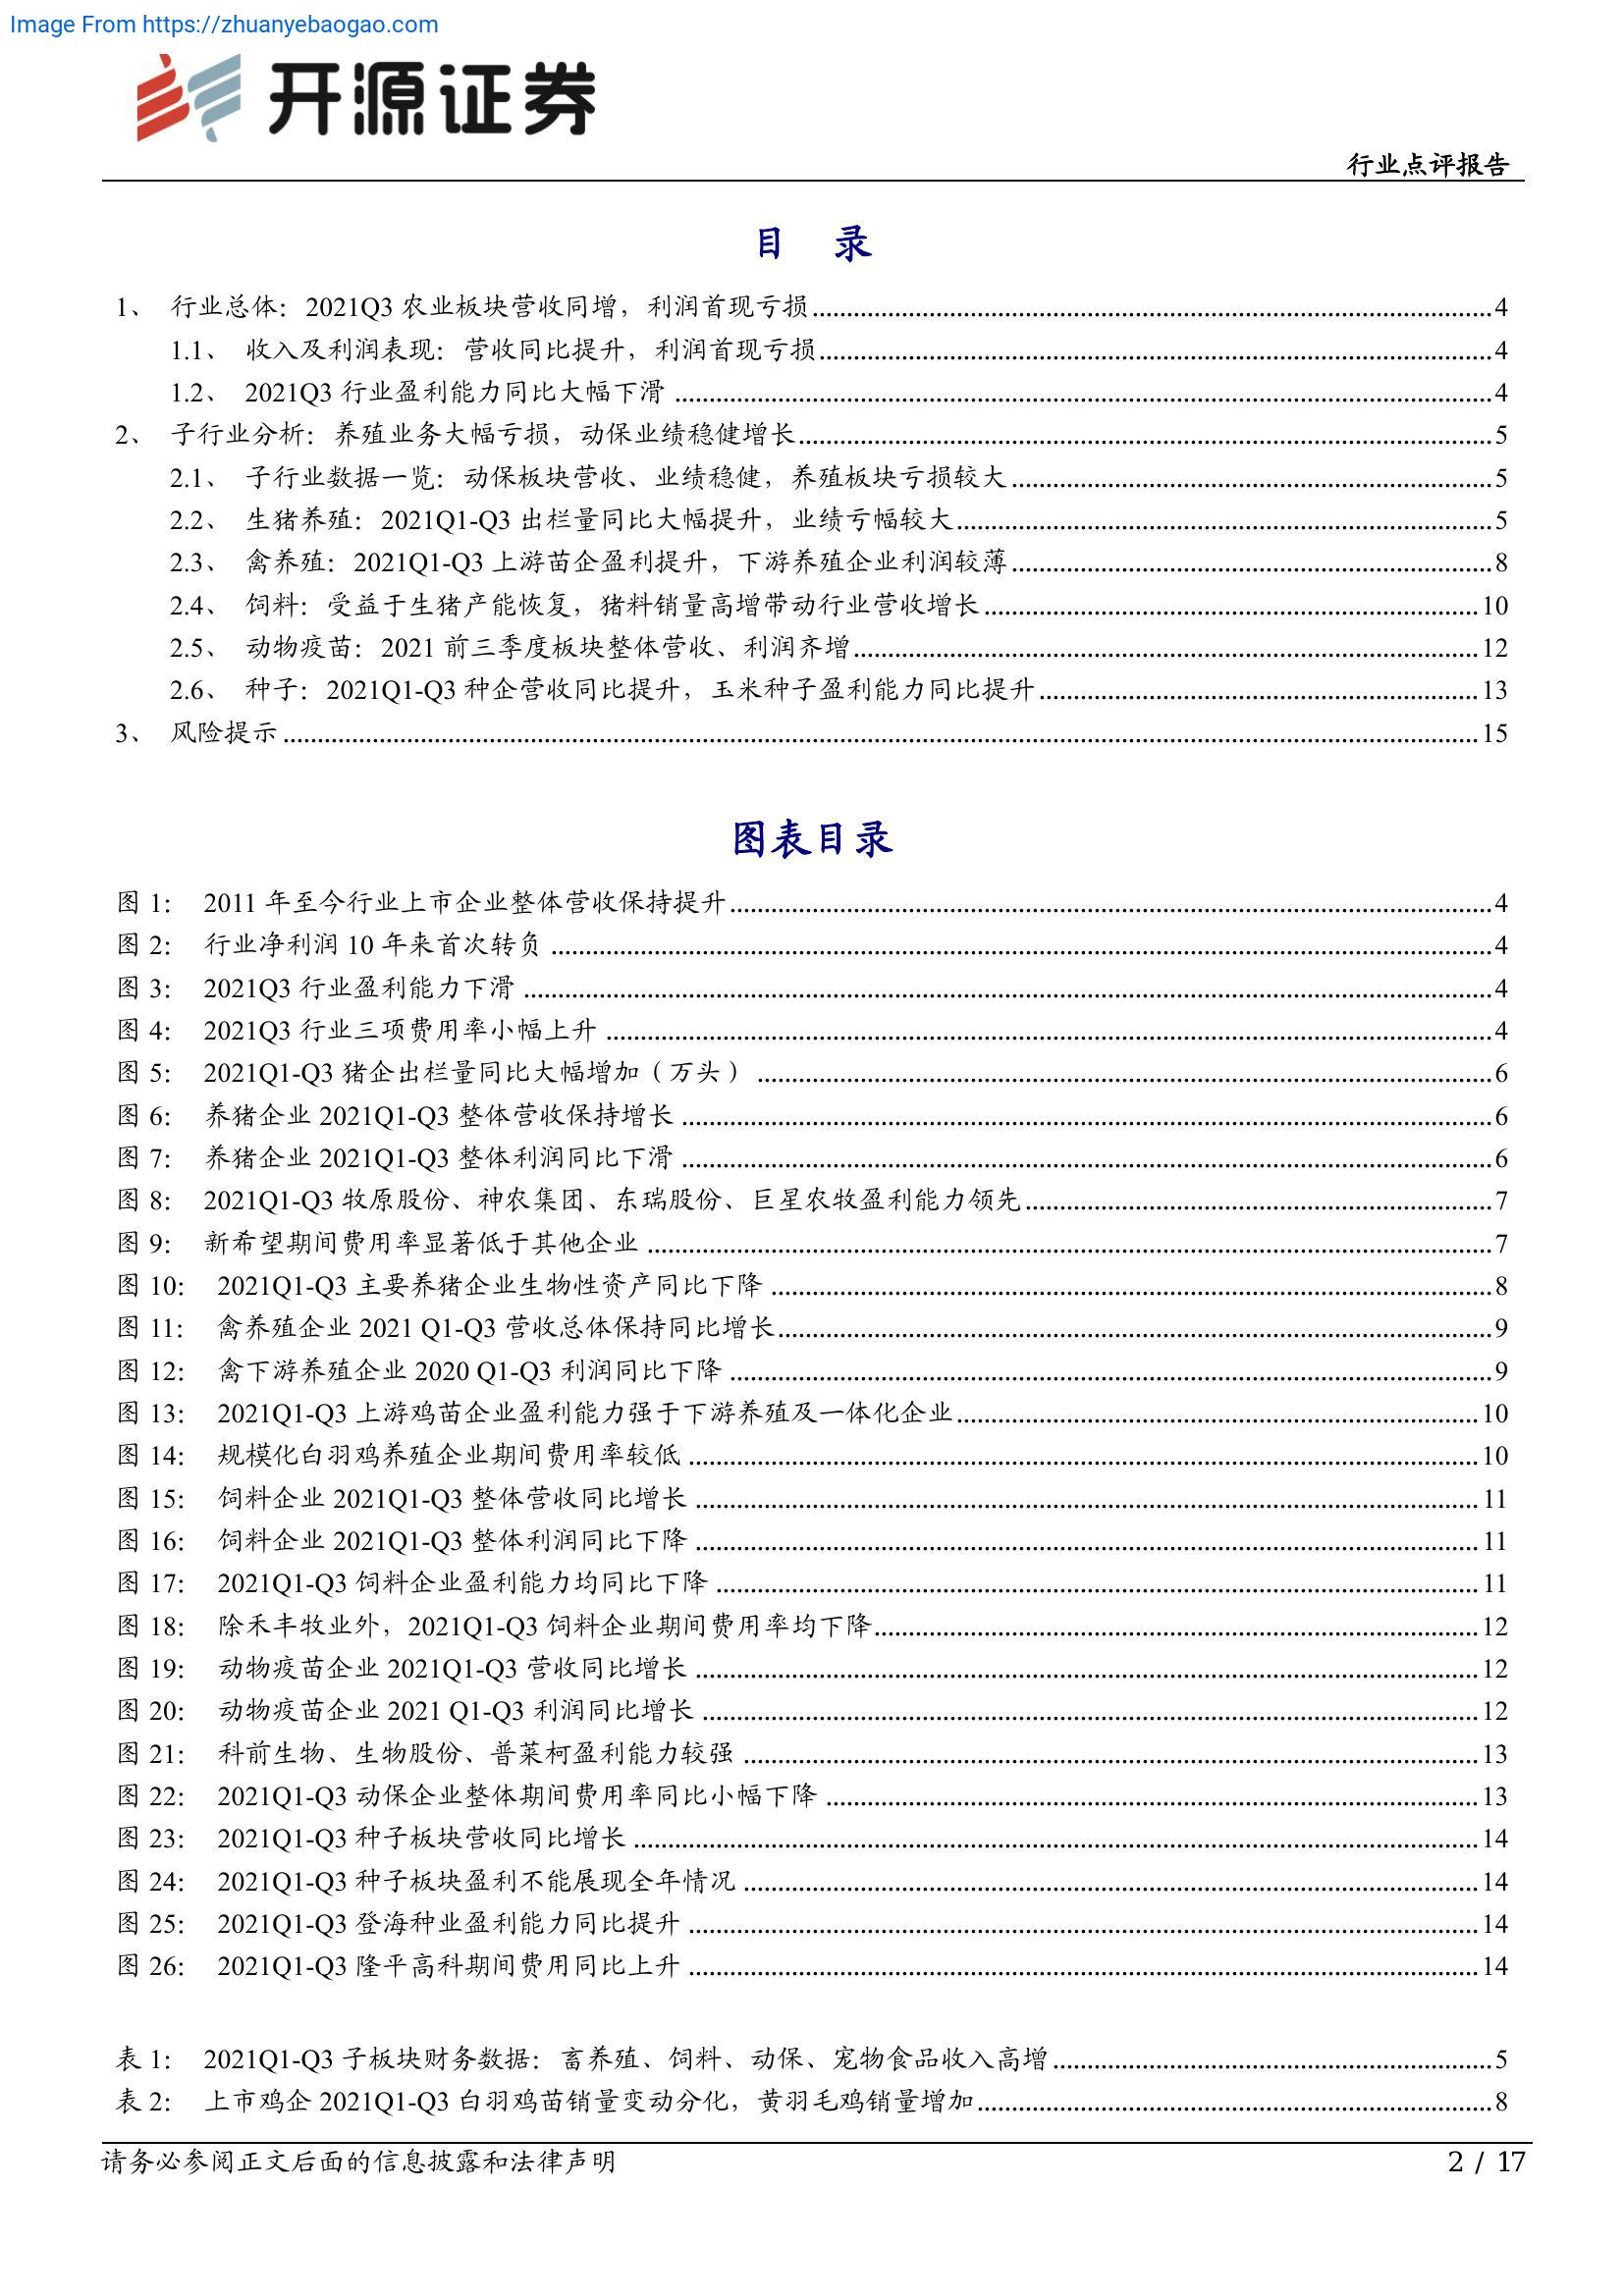 Image From https://zhuanyebaogao.com
开源证券
行业点评报告
目 录
1、 行业总体：2021Q3 农业板块营收同增，利润首现亏损 4
1.1、 收入及利润表现：营收同比提升，利润首现亏损 4
1.2、 2021Q3 行业盈利能力同比大幅下滑 4
2、 子行业分析：养殖业务大幅亏损，动保业绩稳健增长 5
2.1、 子行业数据一览：动保板块营收、业绩稳健，养殖板块亏损较大 5
2.2、 生猪养殖：2021Q1-Q3 出栏量同比大幅提升，业绩亏幅较大 5
2.3、 禽养殖：2021Q1-Q3 上游苗企盈利提升，下游养殖企业利润较薄 8
2.4、 饲料：受益于生猪产能恢复，猪料销量高增带动行业营收增长 10
2.5、 动物疫苗：2021 前三季度板块整体营收、利润齐增 12
2.6、 种子：2021Q1-Q3 种企营收同比提升，玉米种子盈利能力同比提升 13
3、 风险提示 15
图表目录
图 1： 2011 年至今行业上市企业整体营收保持提升 4
图 2： 行业净利润 10 年来首次转负 4
图 3： 2021Q3 行业盈利能力下滑 4
图 4： 2021Q3 行业三项费用率小幅上升 4
图 5： 2021Q1-Q3 猪企出栏量同比大幅增加（万头） 6
图 6： 养猪企业 2021Q1-Q3 整体营收保持增长 6
图 7： 养猪企业 2021Q1-Q3 整体利润同比下滑 6
图 8： 2021Q1-Q3 牧原股份、神农集团、东瑞股份、巨星农牧盈利能力领先 7
图 9： 新希望期间费用率显著低于其他企业 7
图 10： 2021Q1-Q3 主要养猪企业生物性资产同比下降 8
图 11： 禽养殖企业 2021 Q1-Q3 营收总体保持同比增长 9
图 12： 禽下游养殖企业 2020 Q1-Q3 利润同比下降 9
图 13： 2021Q1-Q3 上游鸡苗企业盈利能力强于下游养殖及一体化企业 10
图 14： 规模化白羽鸡养殖企业期间费用率较低 10
图 15： 饲料企业 2021Q1-Q3 整体营收同比增长 11
图 16： 饲料企业 2021Q1-Q3 整体利润同比下降 11
图 17： 2021Q1-Q3 饲料企业盈利能力均同比下降 11
图 18： 除禾丰牧业外，2021Q1-Q3 饲料企业期间费用率均下降 12
图 19： 动物疫苗企业 2021Q1-Q3 营收同比增长 12
图 20： 动物疫苗企业 2021 Q1-Q3 利润同比增长 12
图 21： 科前生物、生物股份、普莱柯盈利能力较强 13
图 22： 2021Q1-Q3 动保企业整体期间费用率同比小幅下降 13
图 23： 2021Q1-Q3 种子板块营收同比增长 14
图 24： 2021Q1-Q3 种子板块盈利不能展现全年情况 14
图 25： 2021Q1-Q3 登海种业盈利能力同比提升 14
图 26： 2021Q1-Q3 隆平高科期间费用同比上升 14
表 1： 2021Q1-Q3 子板块财务数据：畜养殖、饲料、动保、宠物食品收入高增 5
表 2： 上市鸡企 2021Q1-Q3 白羽鸡苗销量变动分化，黄羽毛鸡销量增加 8
请务必参阅正文后面的信息披露和法律声明 2 / 17